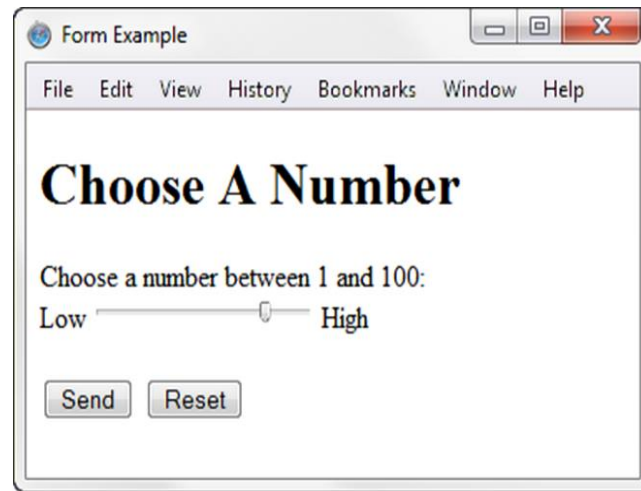 Form Example
File Edit View History Bookmarks Window Help
Choose A Number
Choose a number between 1 and 100:
Low High
Send Reset